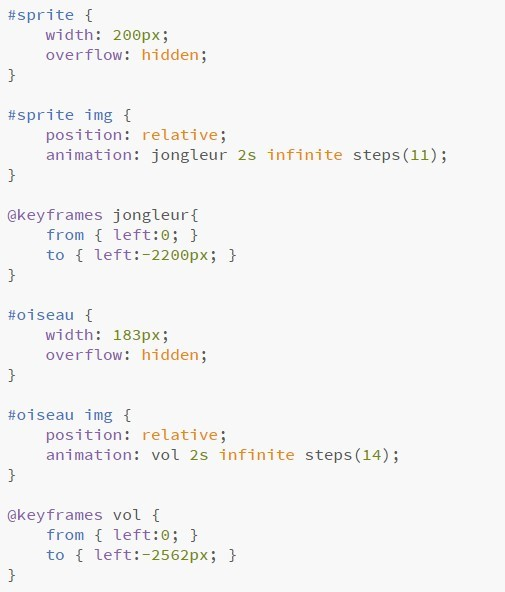 #sprite {
    width: 200px;
    overflow: hidden;
}

#sprite img {
    position: relative;
    animation: jongleur 2s infinite steps(11);
}

@keyframes jongleur{
    from { left:0; }
    to { left:-2200px; }
}

#oiseau {
    width: 183px;
    overflow: hidden;
}

#oiseau img {
    position: relative;
    animation: vol 2s infinite steps(14);
}

@keyframes vol {
    from { left:0; }
    to { left:-2562px; }
}